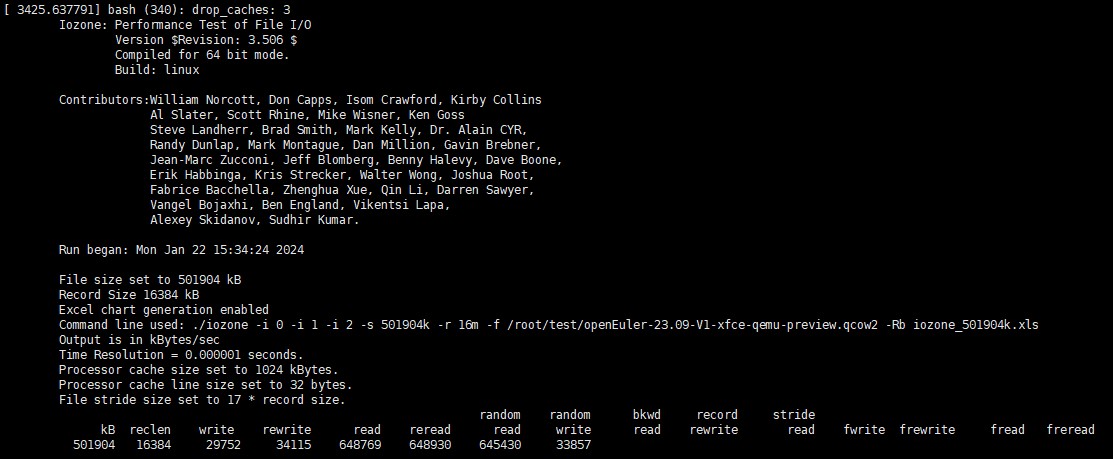 [ 3425.637791] bash (340): drop_caches: 3
Iozone: Performance Test of File I/O
Version $Revision: 3.506 $
Compiled for 64 bit mode.
Build: linux
Contributors:William Norcott, Don Capps, Isom Crawford, Kirby Collins
Al Slater, Scott Rhine, Mike Wisner, Ken Goss
Steve Landherr, Brad Smith, Mark Kelly, Dr. Alain CYR,
Randy Dunlap, Mark Montague, Dan Million, Gavin Brebner,
Jean-Marc Zucconi, Jeff Blomberg, Benny Halevy, Dave Boone,
Erik Habbinga, Kris Strecker, Walter Wong, Joshua Root,
Fabrice Bacchella, Zhenghua Xue, Qin Li, Darren Sawyer,
Vangel Bojaxhi, Ben England, Vikentsi Lapa,
Alexey Skidanov, Sudhir Kumar.
Run began: Mon Jan 22 15:34:24 2024
File size set to 501904 kB
Record Size 16384 kB
Excel chart generation enabled
Command line used: ./iozone -i 0 -i 1 -i 2 -s 501904k -r 16m -f /root/test/openEuler-23.09-V1-xfce-qemu-preview.qcow2 -Rb iozone_501904k.xls
Output is in kBytes/sec
Time Resolution = 0.000001 seconds.
Processor cache size set to 1024 kBytes.
Processor cache line size set to 32 bytes.
File stride size set to 17 * record size.
random random bkwd record stride
kB reclen write rewrite read reread read write read rewrite read fwrite frewrite fread freread
501904 16384 29752 34115 648769 648930 645430 33857